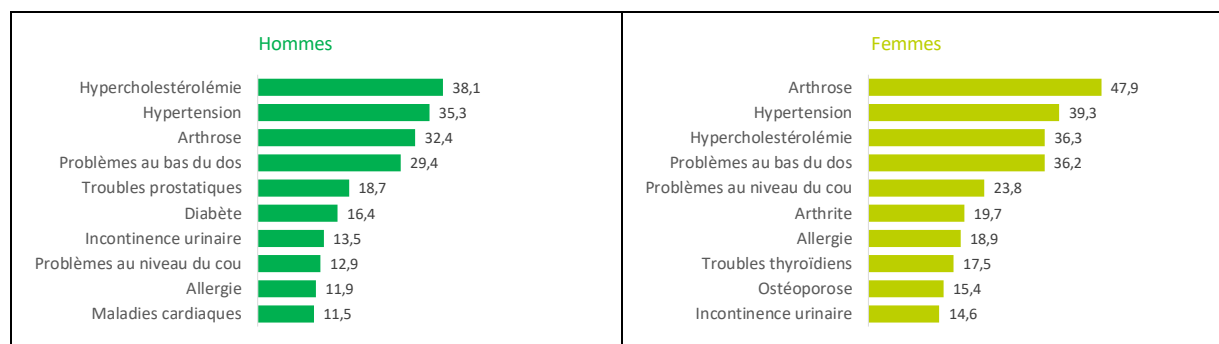 Hommes
Hypercholestérolémie 38,1
Hypertension 35,3
Arthrose 32,4
Problèmes au bas du dos 29,4
Troubles prostatiques 18,7
Diabète 16,4
Incontinence urinaire 13,5
Problèmes au niveau du cou 12,9
Allergie 11,9
Maladies cardiaques 11,5
Femmes
Arthrose 47,9
Hypertension 39,3
Hypercholestérolémie 36,3
Problèmes au bas du dos 36,2
Problèmes au niveau du cou 23,8
Arthrite 19,7
Allergie 18,9
Troubles thyroïdiens 17,5
Ostéoporose 15,4
Incontinence urinaire 14,6